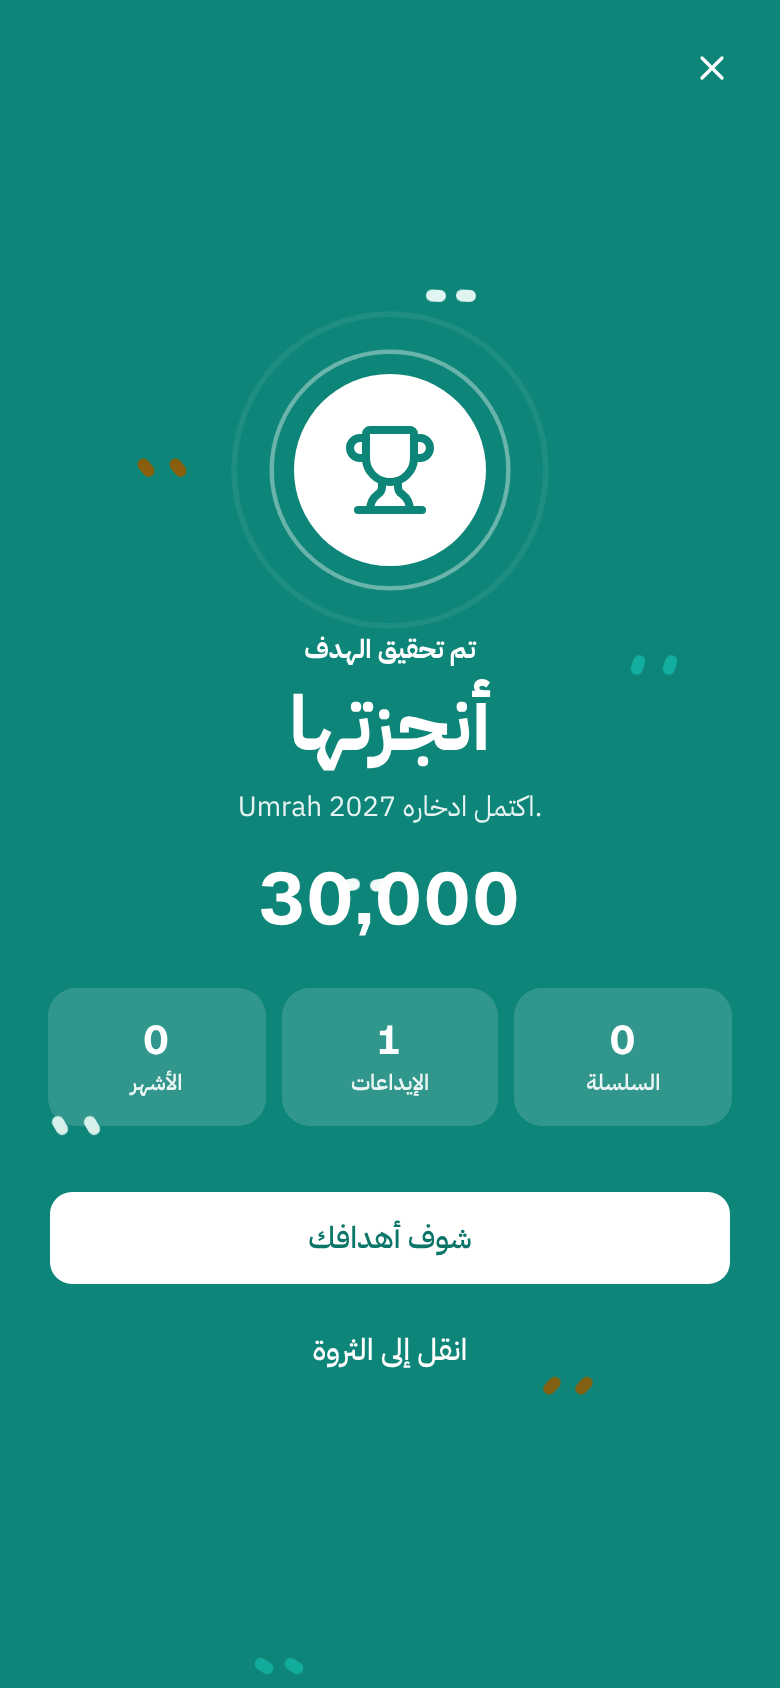 تم تحقيق الهدف
أنجزتها
Umrah 2027 اكتمل ادخاره.
30,000
0
السلسلة
1
الإيداعات
0
الأشهر
شوف أهدافك
انقل إلى الثروة